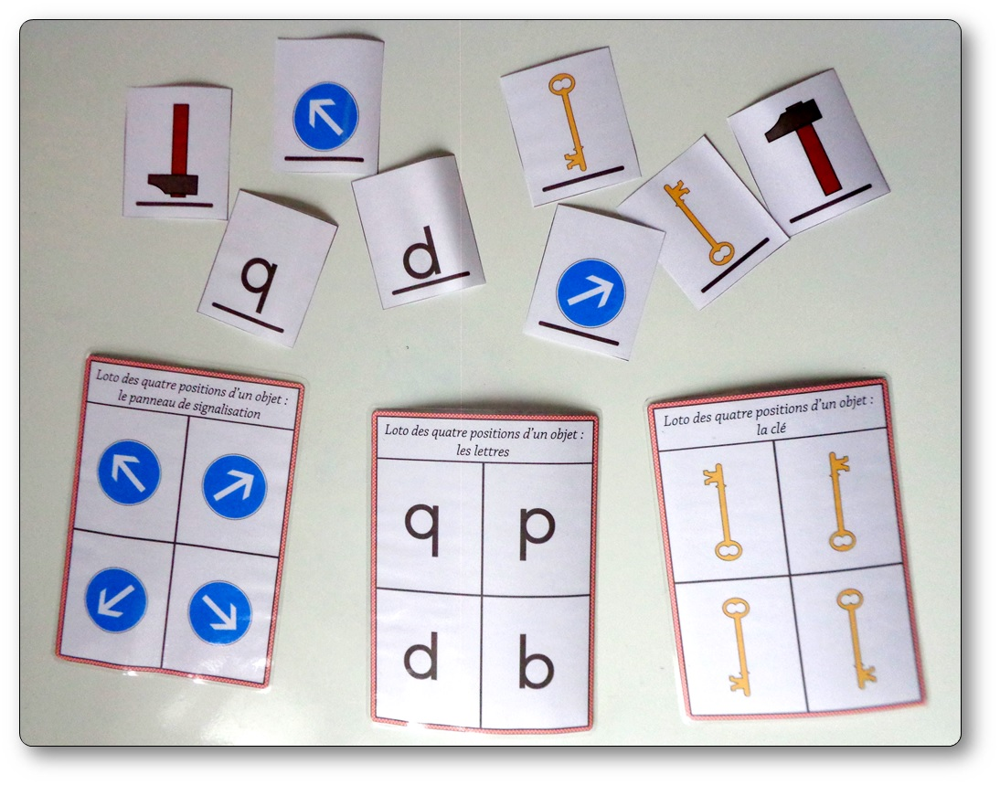 q
d
Loto des quatre positions d'un objet :
le panneau de signalisation
Loto des quatre positions d'un objet :
les lettres
q p
d b
Loto des quatre positions d'un objet :
la clé